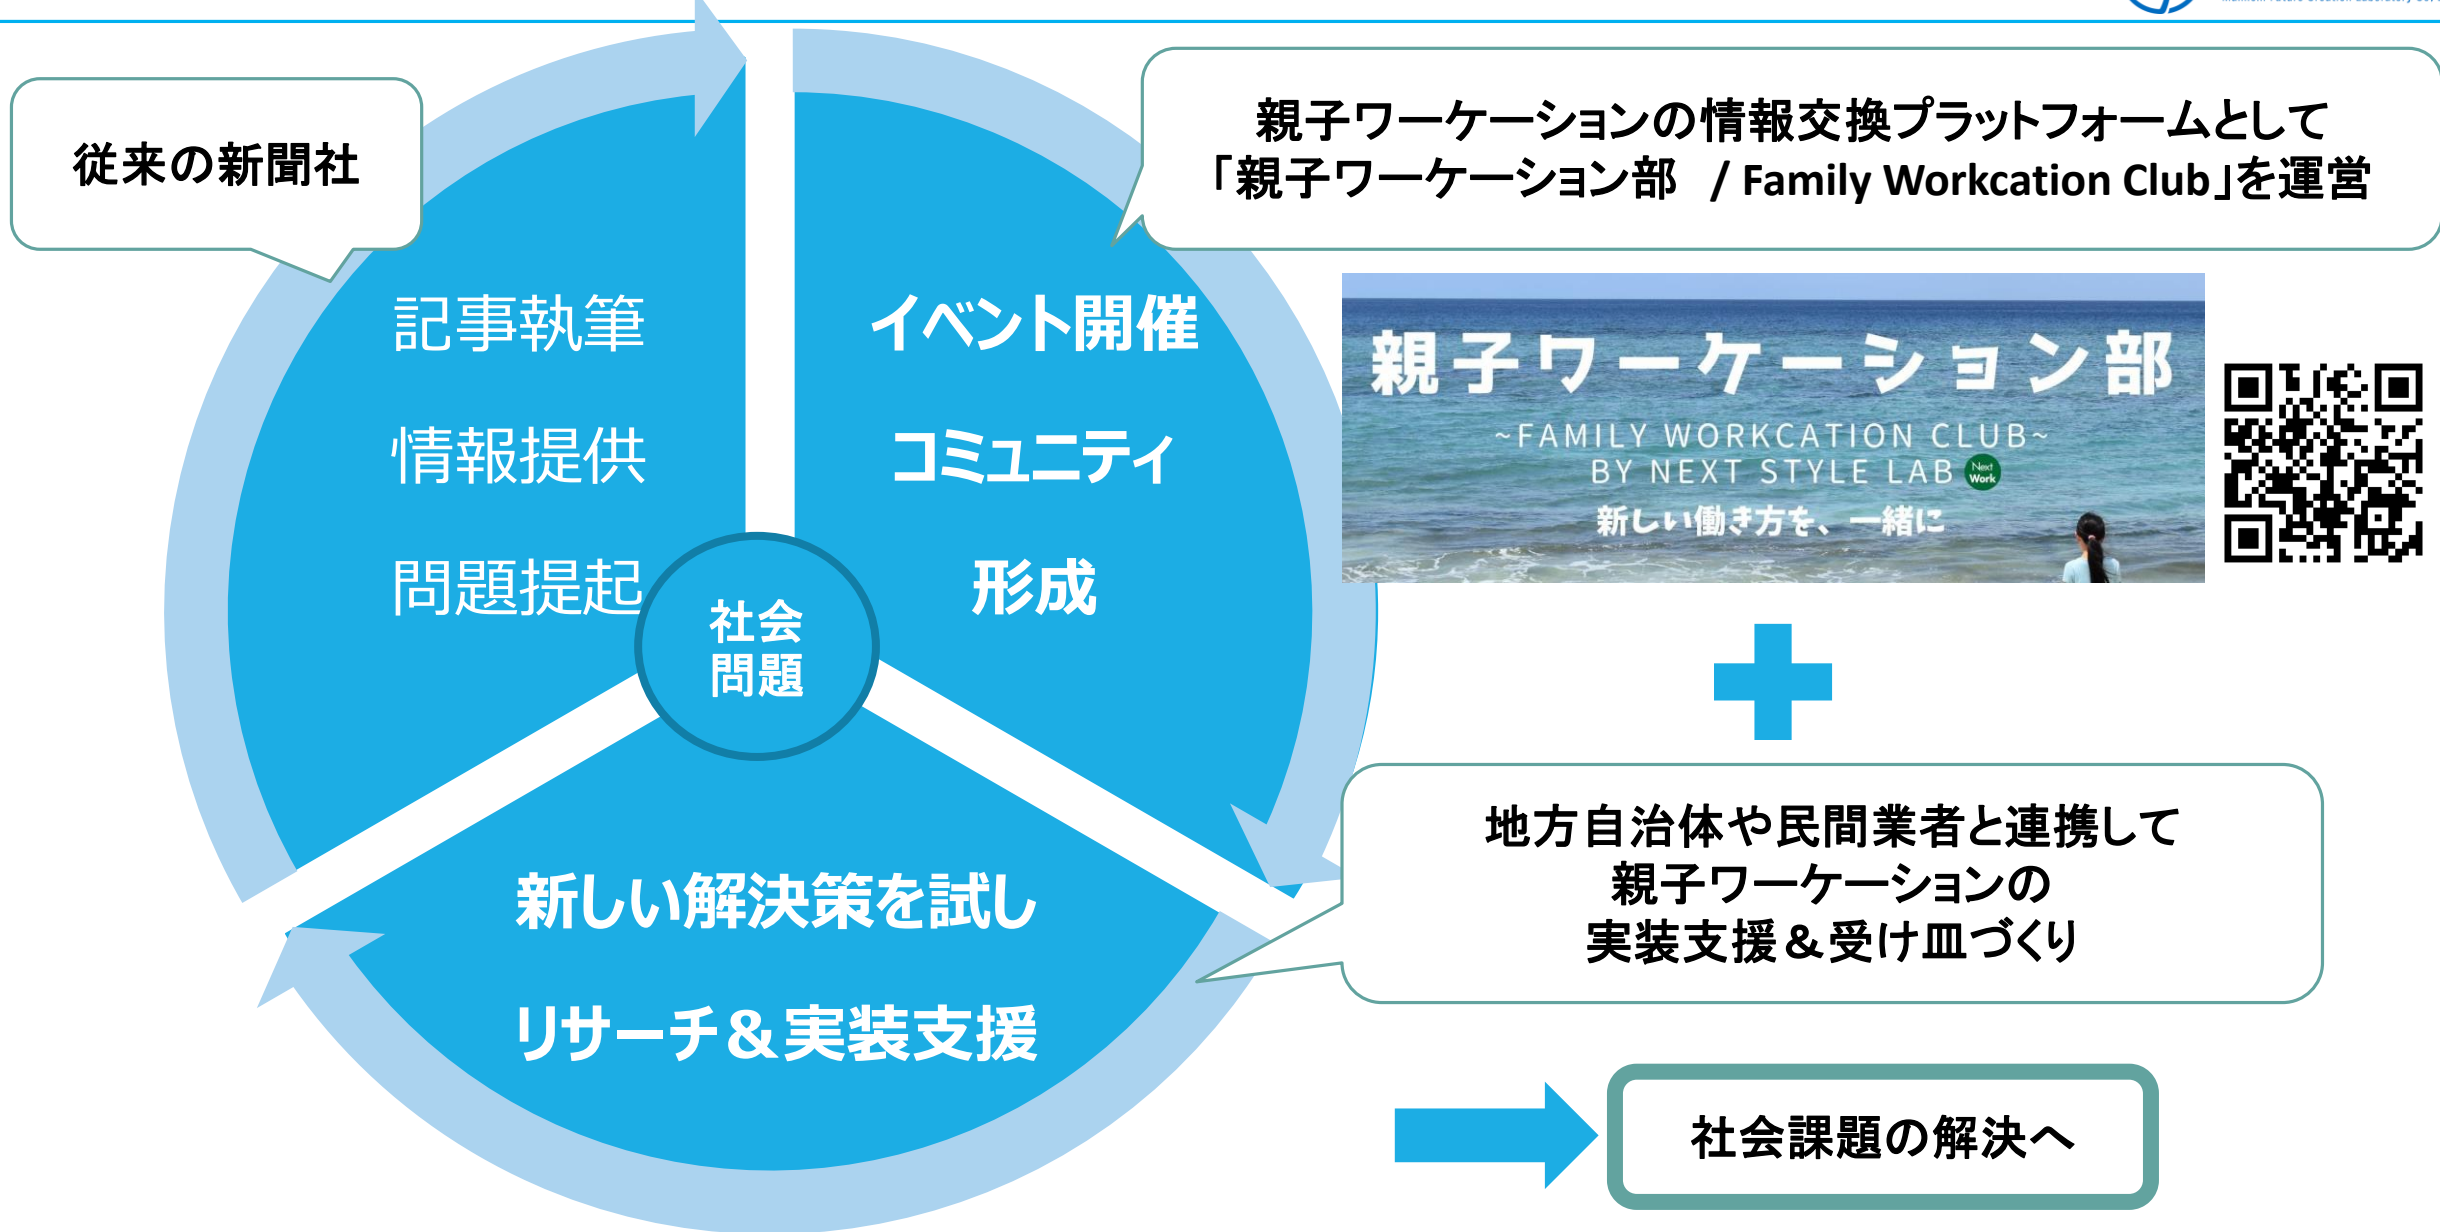 従来の新聞社
親子ワーケーションの情報交換プラットフォームとして
「親子ワーケーション部 / Family Workcation Club」を運営
記事執筆
情報提供
問題提起
イベント開催
コミュニティ
形成
社会
問題
新しい解決策を試し
リサーチ&実装支援
親子ワーケーション部
~FAMILY WORKCATION CLUB~
BY NEXT STYLE LAB
Next
Work
新しい働き方を、一緒に
地方自治体や民間業者と連携して
親子ワーケーションの
実装支援&受け皿づくり
社会課題の解決へ